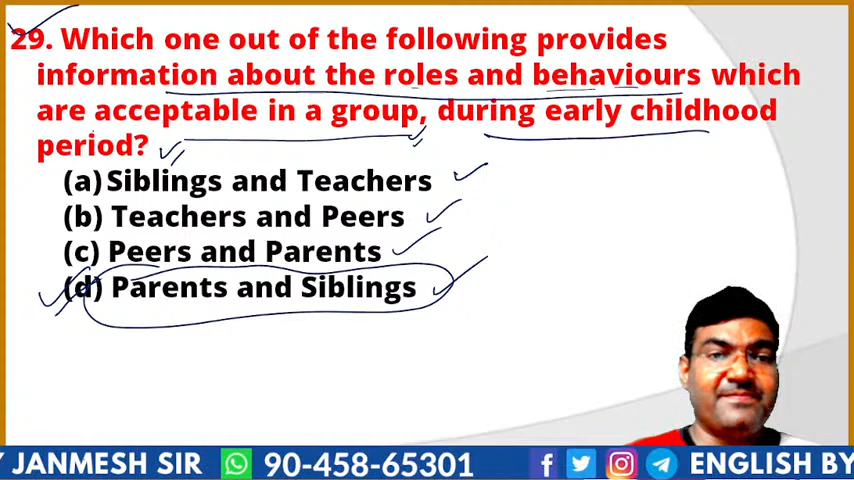 29. Which one out of the following provides
information about the roles and behaviours which
are acceptable in a group, during early childhood
period?
(a) Siblings and Teachers
(b) Teachers and Peers
(c) Peers and Parents
(d) Parents and Siblings
Y JANMESH SIR 90-458-65301 ENGLISH BY